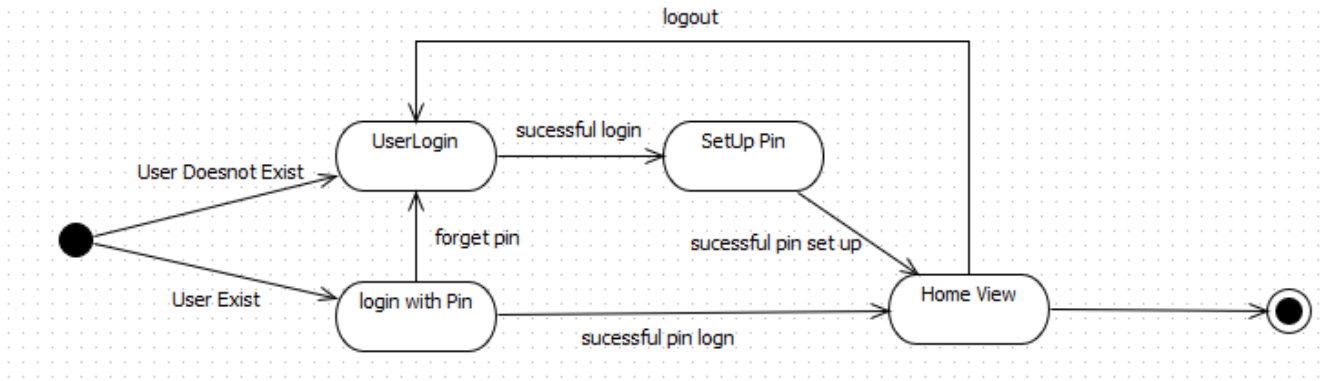 logout
UserLogin
sucessful login
SetUp Pin
User Doesnot Exist
forget pin
sucessful pin set up
User Exist
login with Pin
Home View
sucessful pin logn